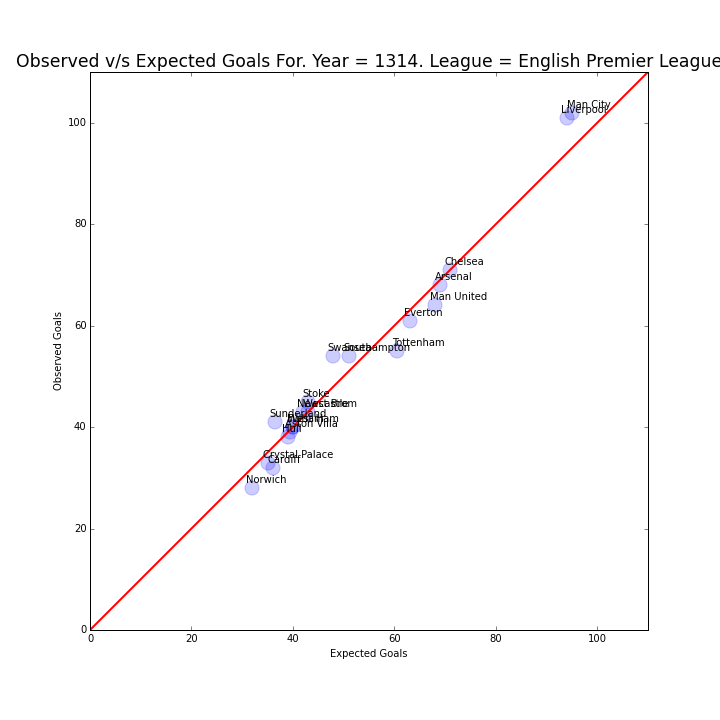 Observed v/s Expected Goals For. Year = 1314. League = English Premier League
Man City
Liverpool
Chelsea
Arsenal
Man United
Everton
Tottenham
Swansea
Southampton
Stoke
Newcastle
West Brom
Sunderland
Aston Villa
Hull
Crystal Palace
Cardiff
Norwich
Observed Goals
100
80
60
40
20
0
0
20
40
60
80
100
Expected Goals